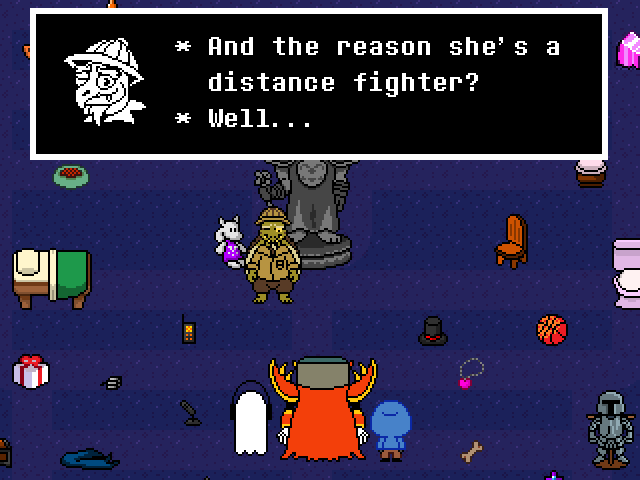 * And the reason she's a
distance fighter?
* Well...